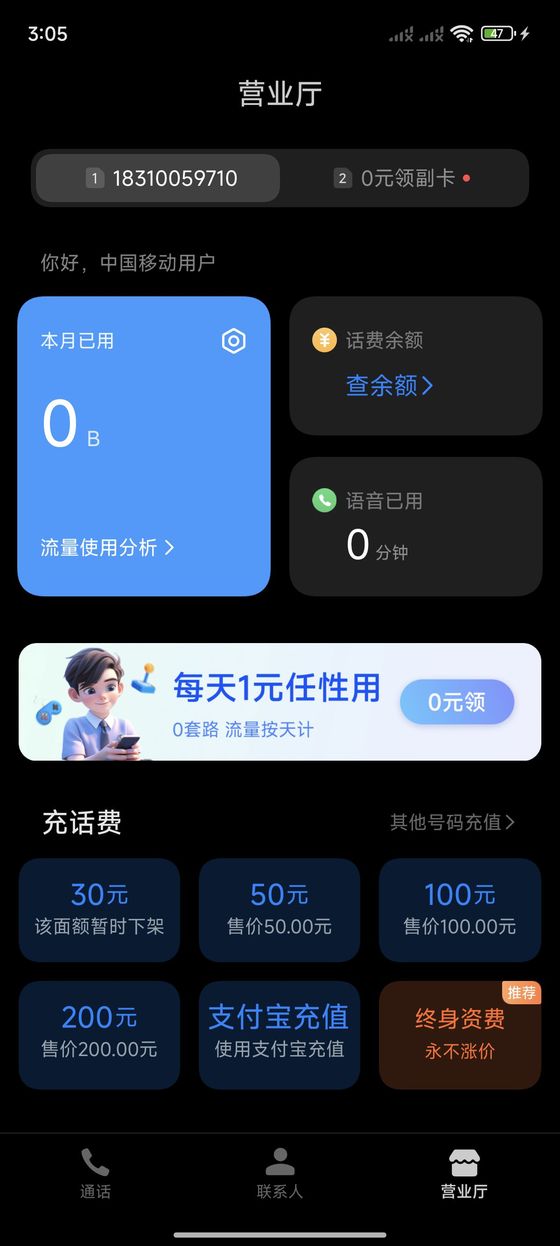 3:05
47
营业厅
1 18310059710
2 0元领副卡
你好，中国移动用户
本月已用
0 B
流量使用分析
话费余额
查余额
语音已用
0 分钟
每天1元任性用
0套路 流量按天计
0元领
充话费
其他号码充值
30元
该面额暂时下架
50元
售价50.00元
100元
售价100.00元
200元
售价200.00元
支付宝充值
使用支付宝充值
推荐
终身资费
永不涨价
通话
联系人
营业厅